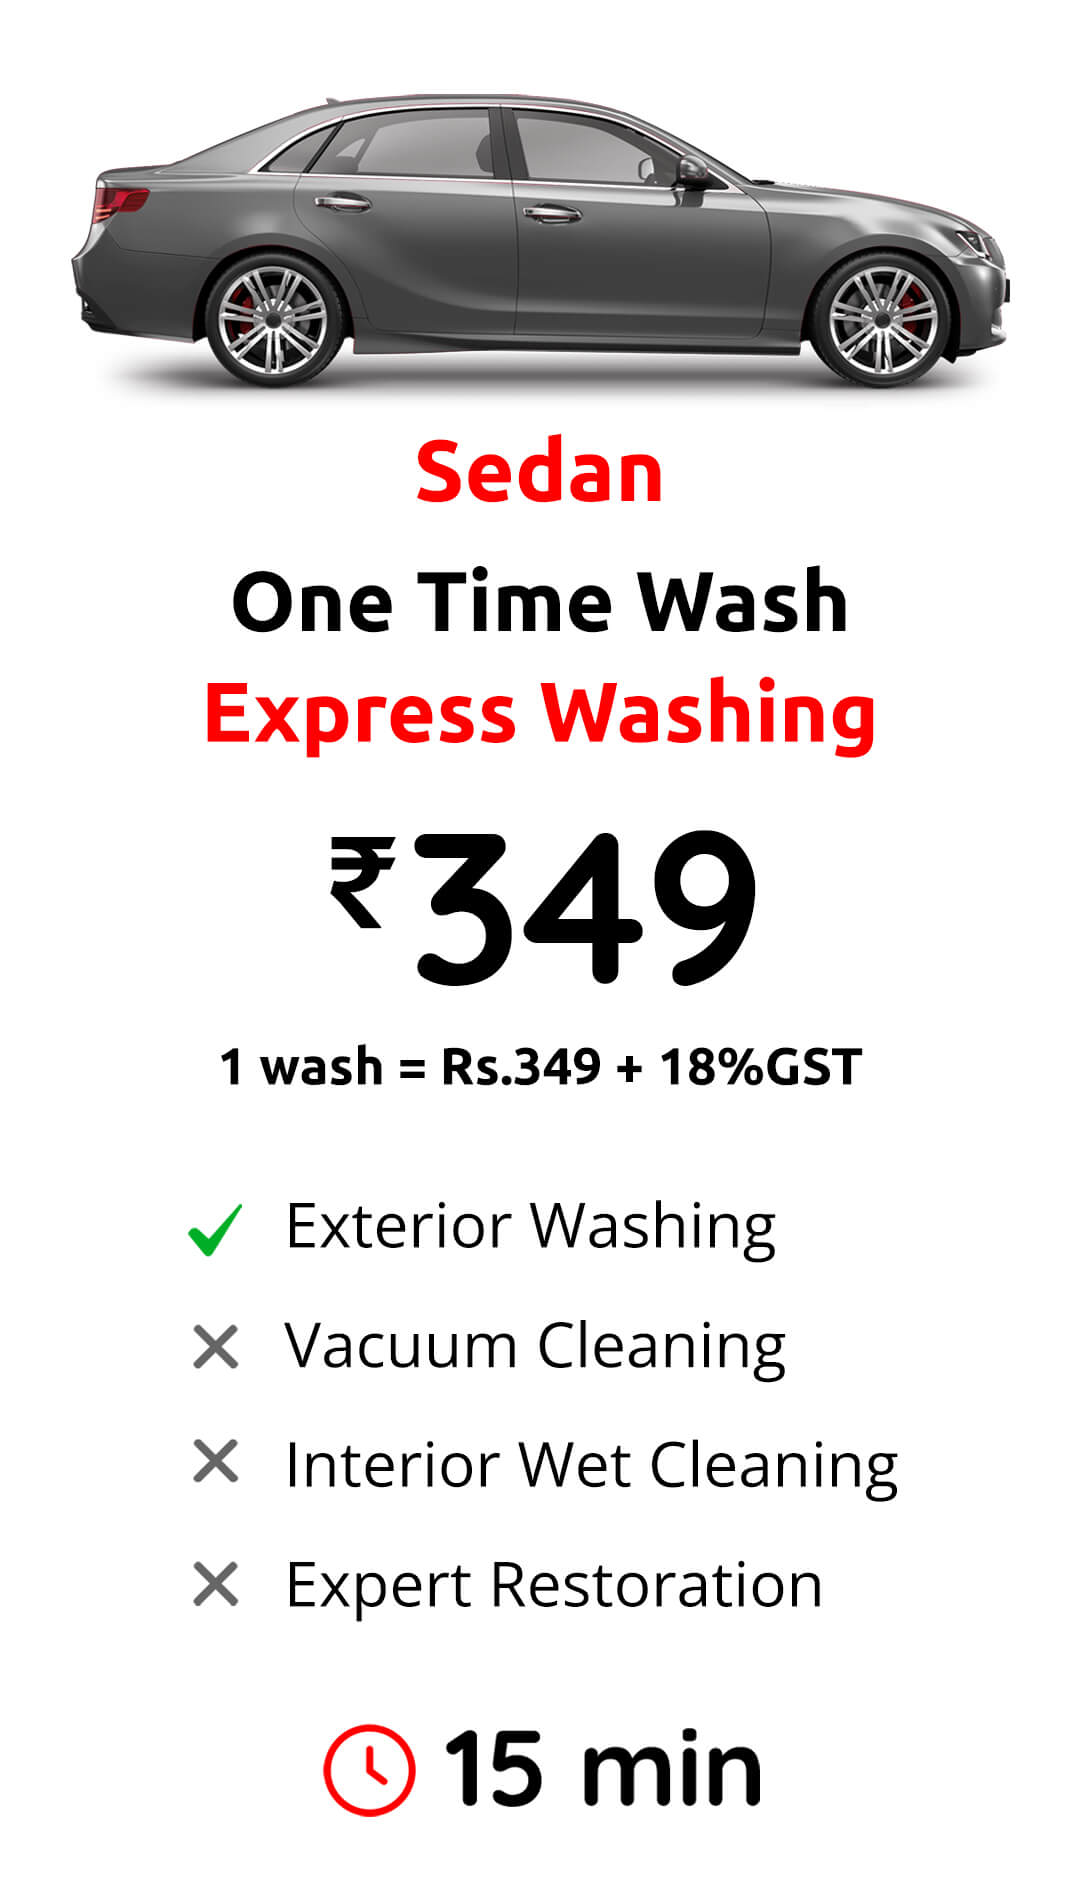 Sedan
One Time Wash
Express Washing
₹349
1 wash = Rs.349 + 18%GST
Exterior Washing
Vacuum Cleaning
Interior Wet Cleaning
Expert Restoration
15 min